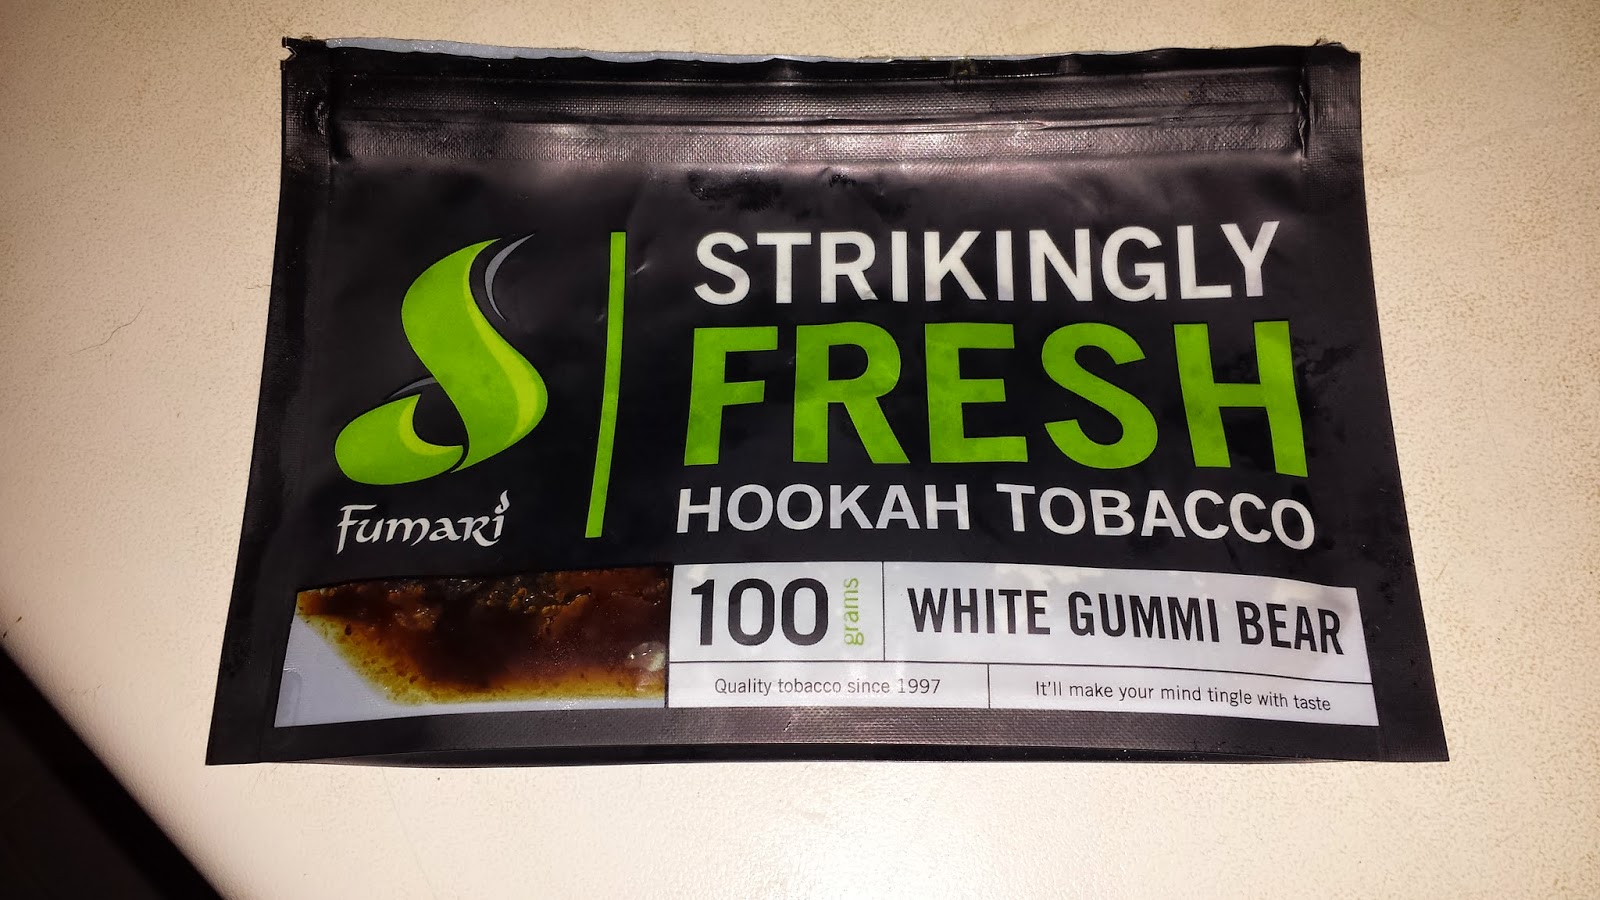 Fumari
STRIKINGLY
FRESH
HOOKAH TOBACCO
100 grams
WHITE GUMMI BEAR
Quality tobacco since 1997
It'll make your mind tingle with taste